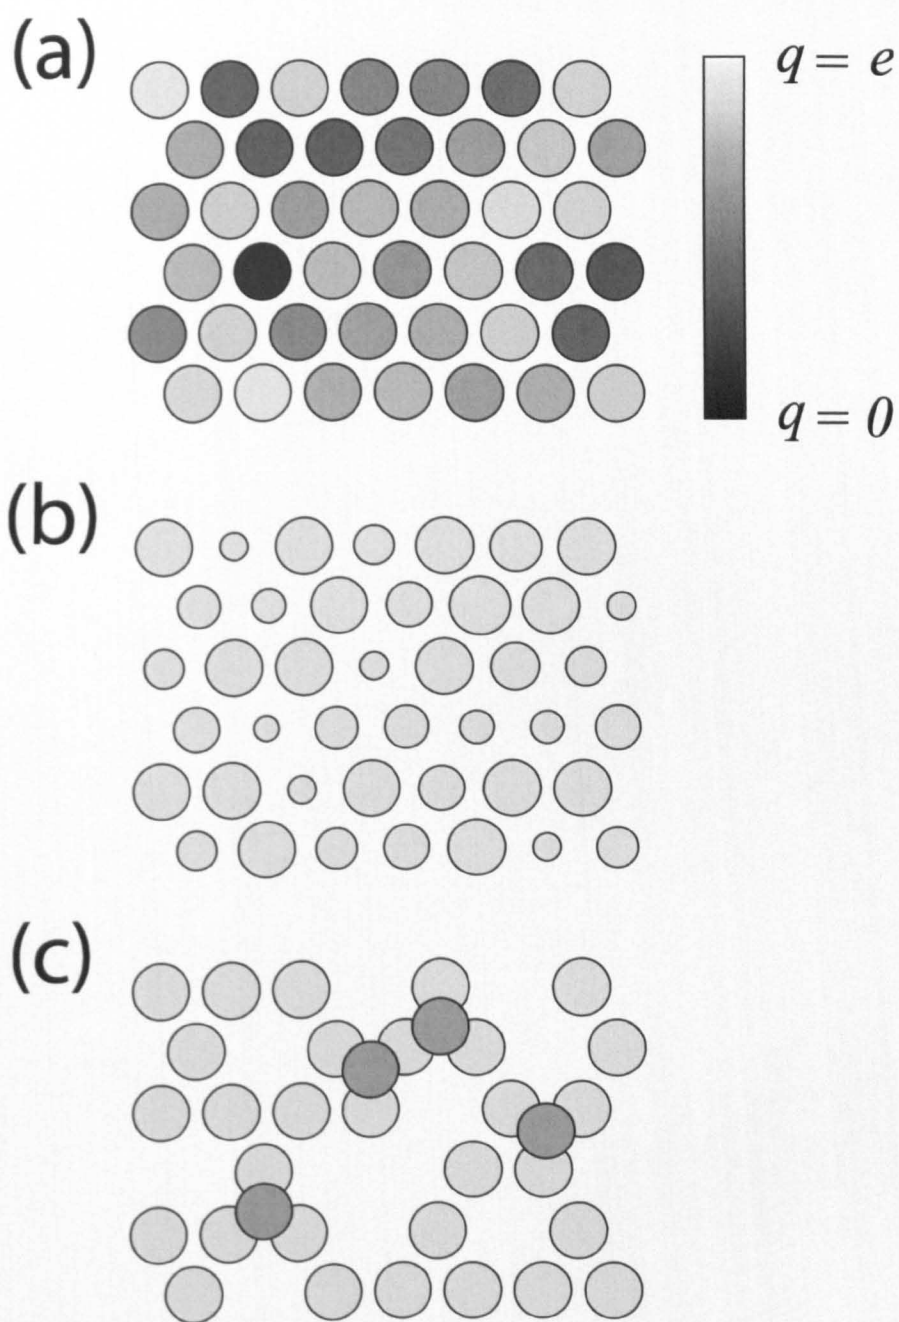 (a)
q = e
q = 0
(b)
(c)